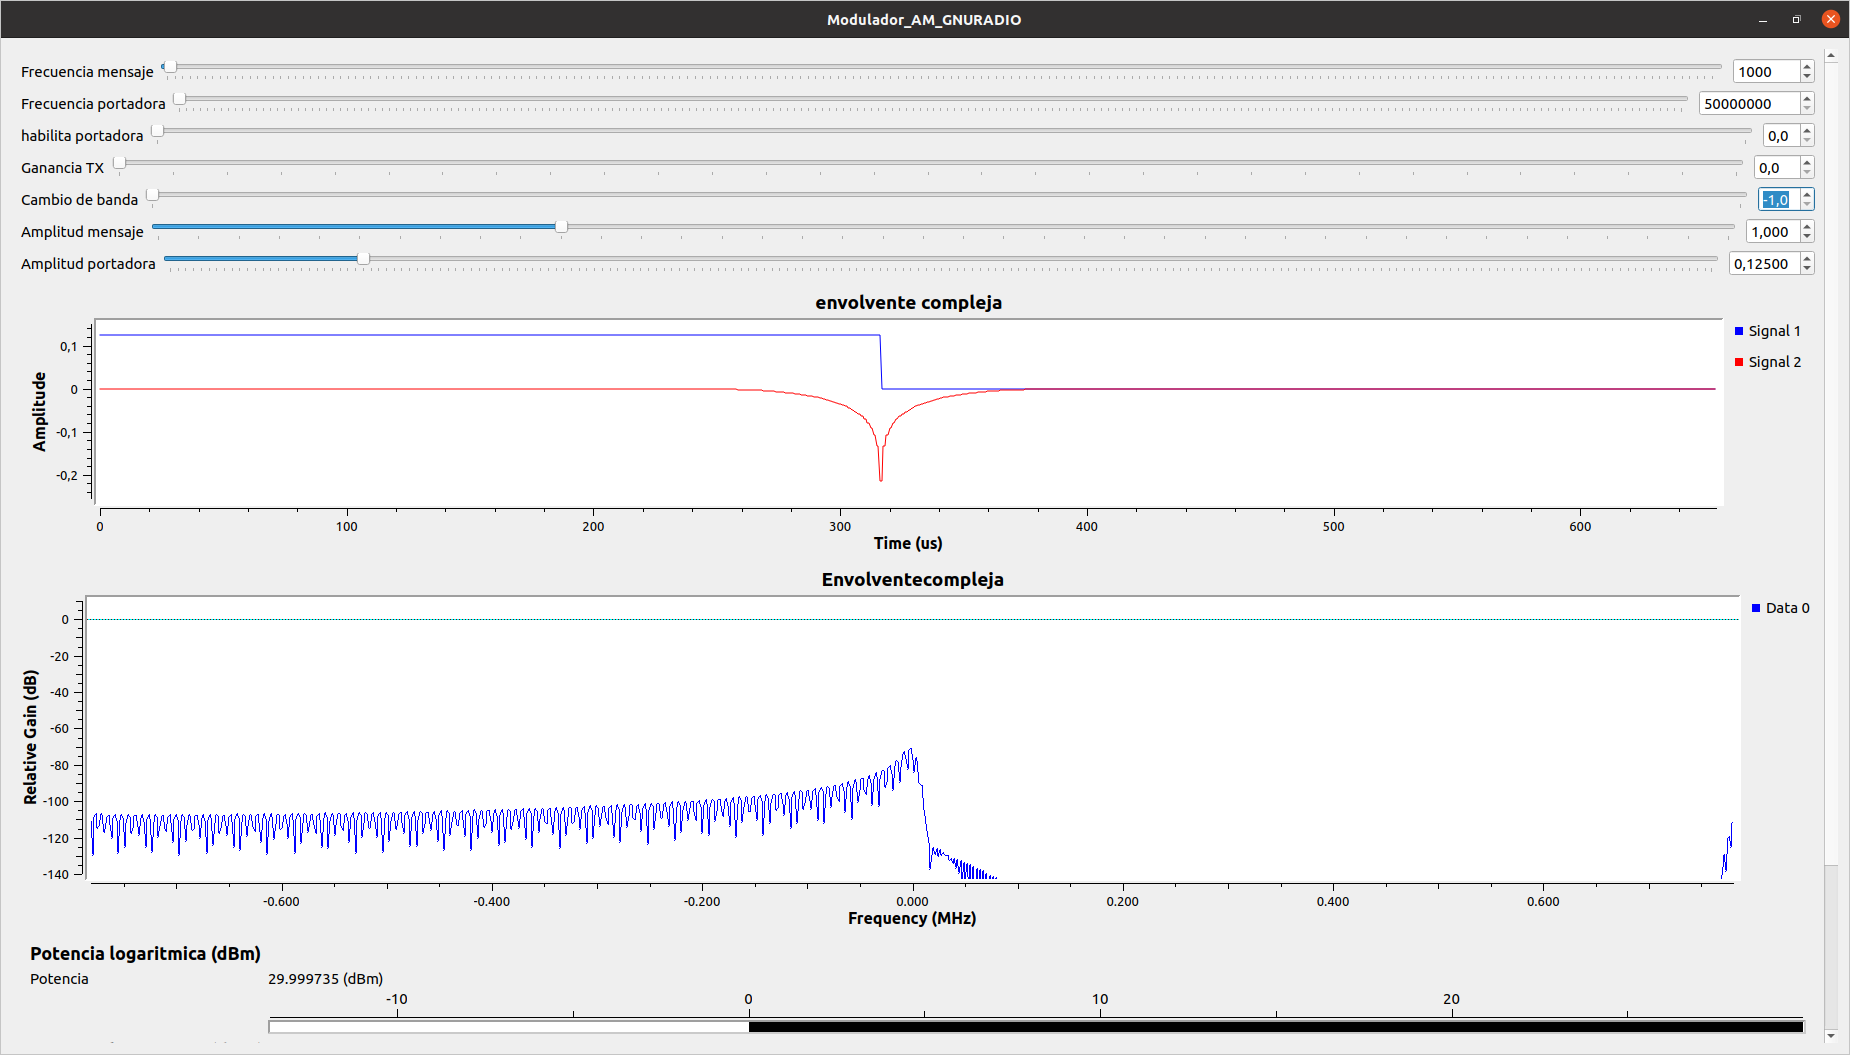 Modulador_AM_GNURADIO
Frecuencia mensaje 1000
Frecuencia portadora 50000000
habilita portadora 0,0
Ganancia TX 0,0
Cambio de banda -1,0
Amplitud mensaje 1,000
Amplitud portadora 0,12500
envolvente compleja
Signal 1
Signal 2
Amplitude
0,1
0
-0,1
-0,2
0 100 200 300 400 500 600
Time (us)
Envolventecompleja
Data 0
Relative Gain (dB)
0
-20
-40
-60
-80
-100
-120
-140
-0.600 -0.400 -0.200 0.000 0.200 0.400 0.600
Frequency (MHz)
Potencia logaritmica (dBm)
Potencia 29.999735 (dBm)
-10 0 10 20